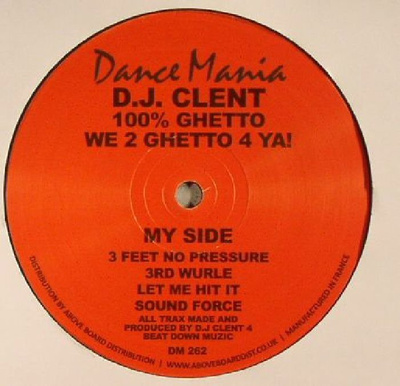 Dance Mania
D.J. CLENT
100% GHETTO
WE 2 GHETTO 4 YA!
MY SIDE
3 FEET NO PRESSURE
3RD WURLE
LET ME HIT IT
SOUND FORCE
ALL TRAX MADE AND
PRODUCED BY D.J CLENT 4
BEAT DOWN MUZIC
DM 262
DISTRIBUTION BY ABOVE BOARD DISTRIBUTION | WWW.ABOVEBOARDDIST.CO.UK | MANUFACTURED IN FRANCE